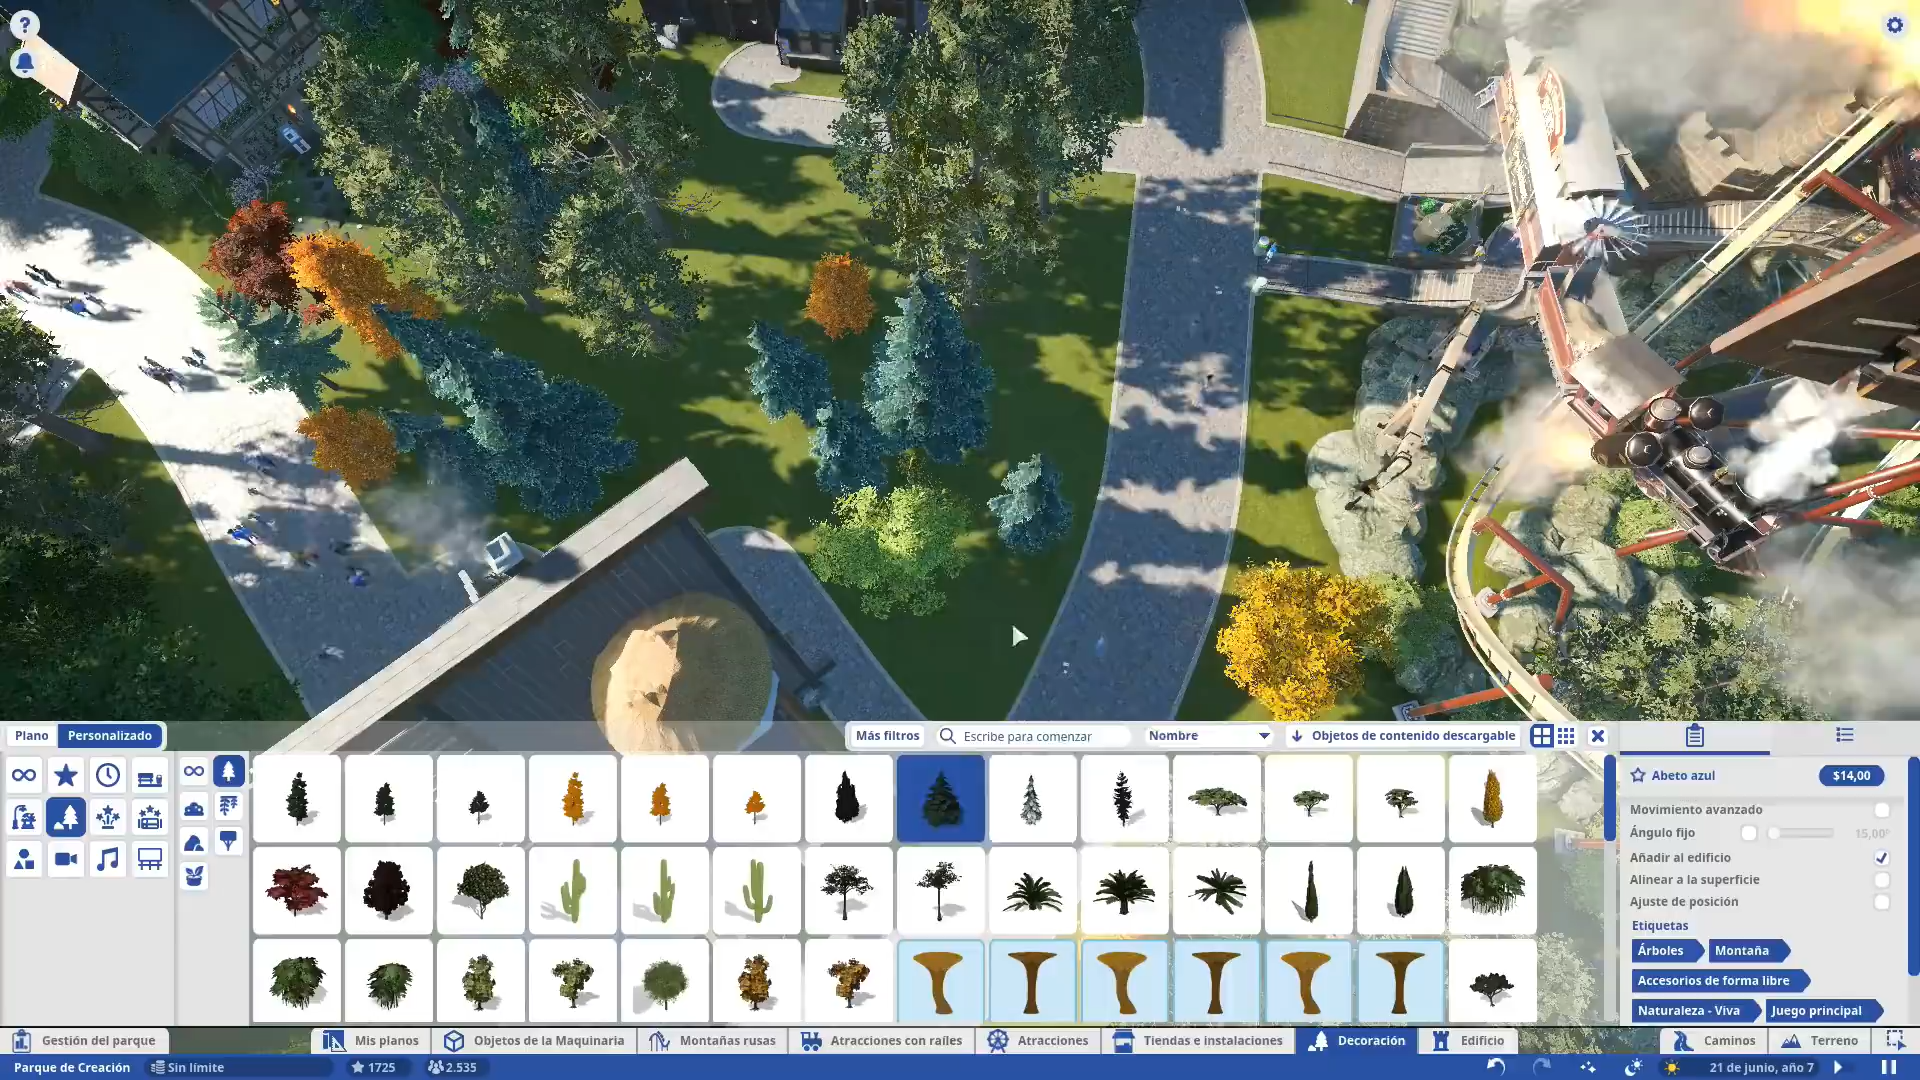 ?
Plano
Personalizado
Más filtros
Escribe para comenzar
Nombre
Objetos de contenido descargable
Abeto azul
$14,00
Movimiento avanzado
Ángulo fijo
15,00°
Añadir al edificio
Alinear a la superficie
Ajuste de posición
Etiquetas
Árboles
Montaña
Accesorios de forma libre
Naturaleza - Viva
Juego principal
Gestión del parque
Mis planos
Objetos de la Maquinaria
Montañas rusas
Atracciones con raíles
Atracciones
Tiendas e instalaciones
Decoración
Edificio
Caminos
Terreno
Parque de Creación
Sin límite
1725
2.535
21 de junio, año 7